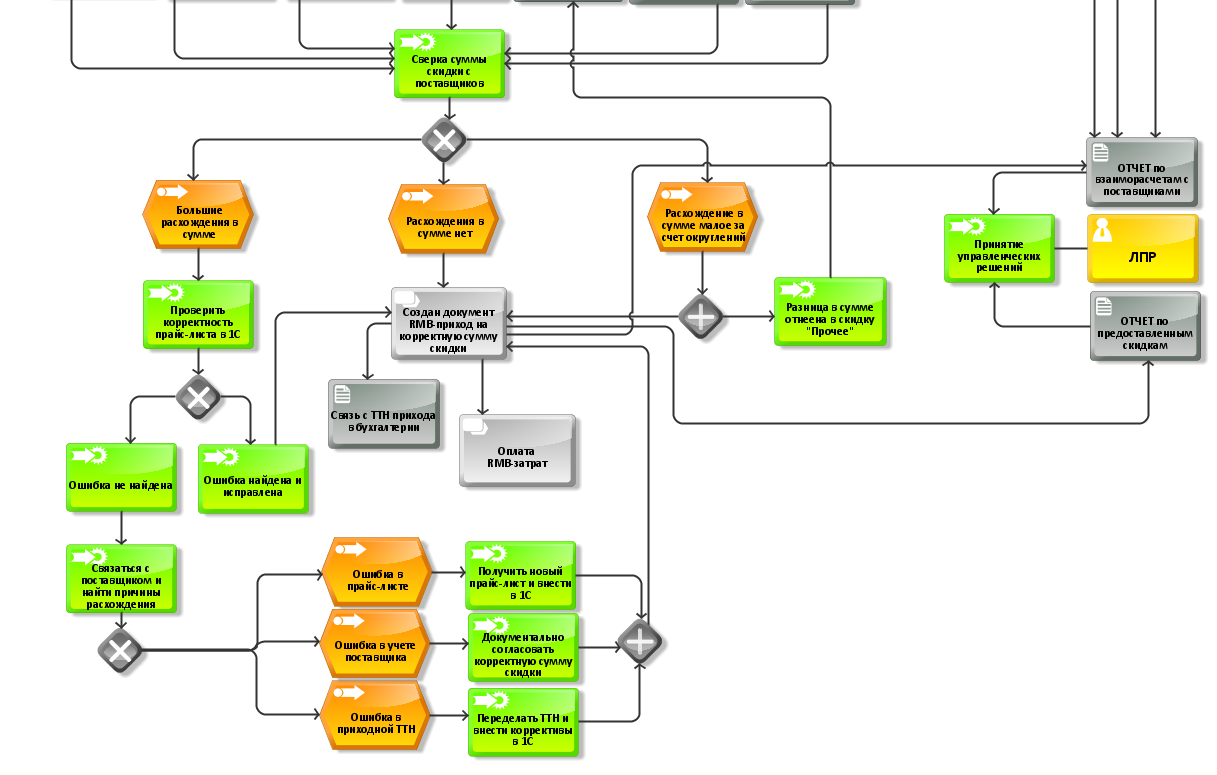 Сверка суммы
скидки с
поставщиков
ОТЧЕТ по
взаиморасчетам с
поставщиками
Большие
расхождения в
сумме
Расхождения в
сумме нет
Расхождение в
сумме малое за
счет округлений
Принятие
управленческих
решений
ЛПР
Проверить
корректность
прайс-листа в 1С
Создан документ
RMB-приход на
корректную сумму
скидки
Разница в сумме
отнеена в скидку
"Прочее"
ОТЧЕТ по
предоставленным
скидкам
Связь с ТТН прихода
в бухгалтерии
Оплата
RMB-затрат
Ошибка не найдена
Ошибка найдена и
исправлена
Связаться с
поставщиком и
найти причины
расхождения
Ошибка в
прайс-листе
Получить новый
прайс-лист и внести
в 1С
Ошибка в учете
поставщика
Документально
согласовать
корректную сумму
скидки
Ошибка в
приходной ТТН
Переделать ТТН и
внести коррективы
в 1С